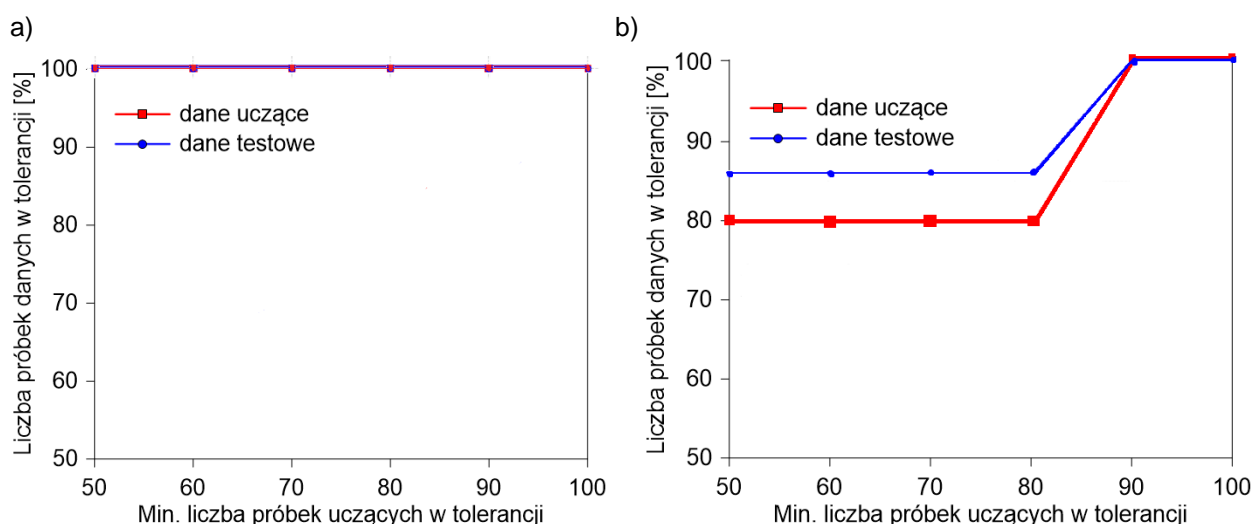 a)
Liczba próbek danych w tolerancji [%]
100
90
80
70
60
50
dane uczące
dane testowe
50 60 70 80 90 100
Min. liczba próbek uczących w tolerancji
b)
Liczba próbek danych w tolerancji [%]
100
90
80
70
60
50
dane uczące
dane testowe
50 60 70 80 90 100
Min. liczba próbek uczących w tolerancji